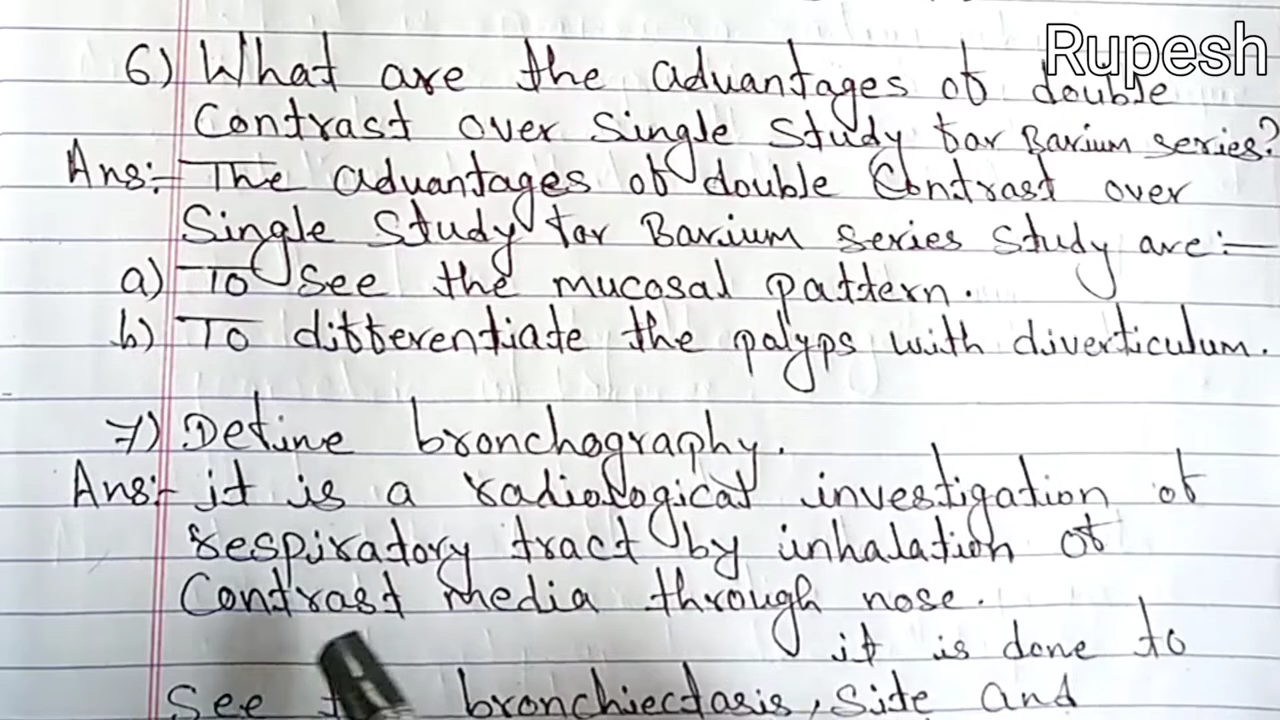 Rupesh
6) What are the advantages of double
Contrast over Single Study for Barium series?
Ans:- The advantages of double Contrast over
Single Study for Barium series Study are:-
a) To See the mucosal pattern.
b) To differentiate the polyps with diverticulum.
7) Define bronchography.
Ans:- it is a radiological investigation of
respiratory tract by inhalation of
Contrast media through nose.
it is done to
See bronchiectasis, Site and